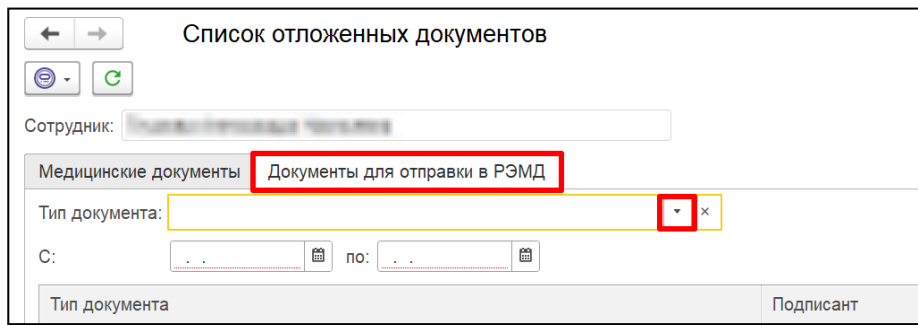 Список отложенных документов
Сотрудник:
Медицинские документы Документы для отправки в РЭМД
Тип документа:
С: . . по: . .
Тип документа Подписант